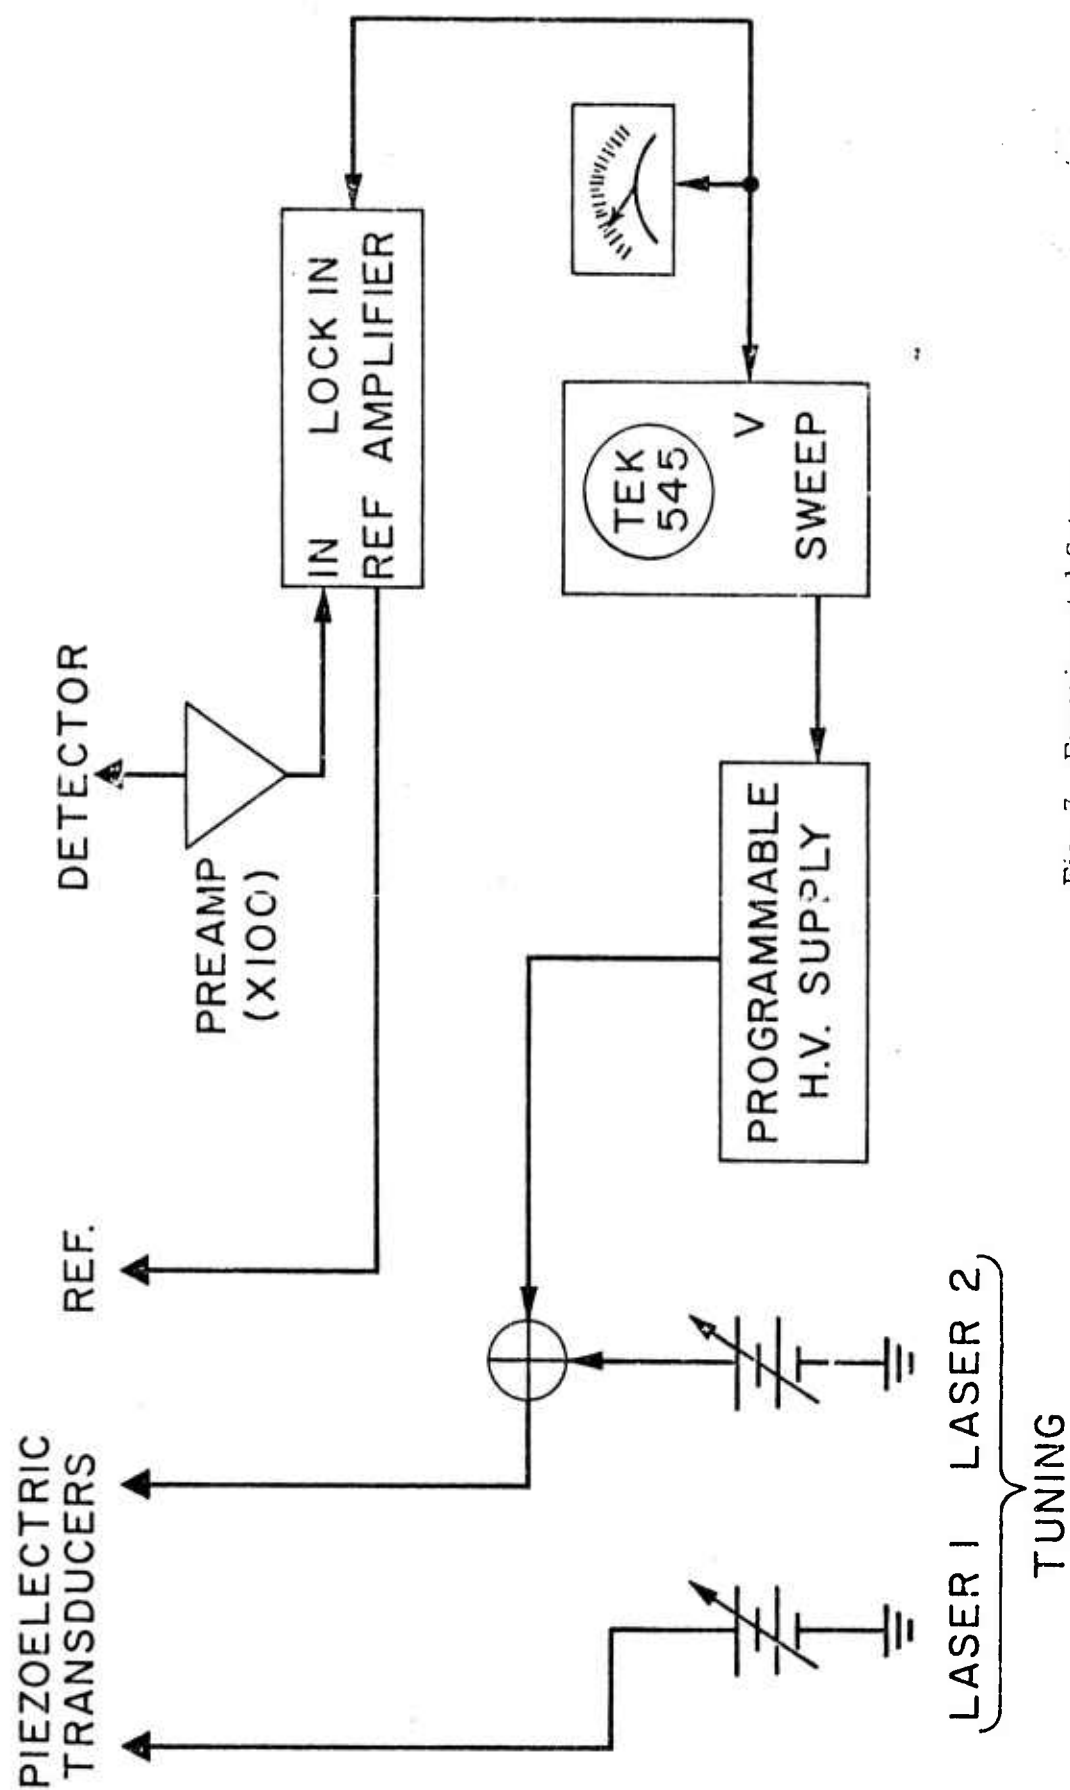 PIEZOELECTRIC
TRANSDUCERS
REF.
DETECTOR
PREAMP
(X100)
IN LOCK IN
REF AMPLIFIER
TEK
545
V
SWEEP
PROGRAMMABLE
H.V. SUPPLY
LASER 1 LASER 2
TUNING